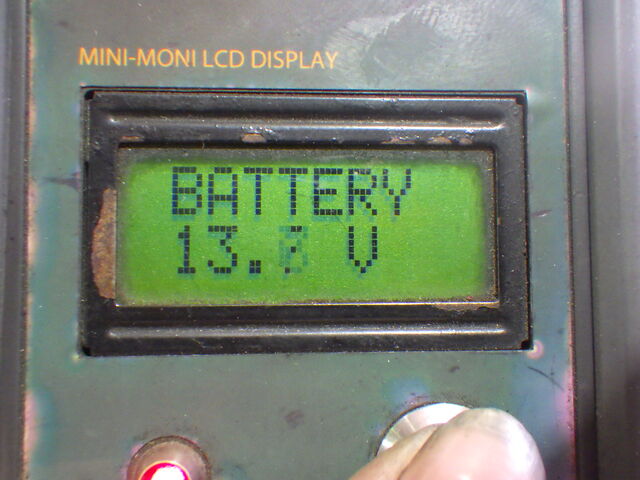 MINI-MONI LCD DISPLAY
BATTERY
13. V